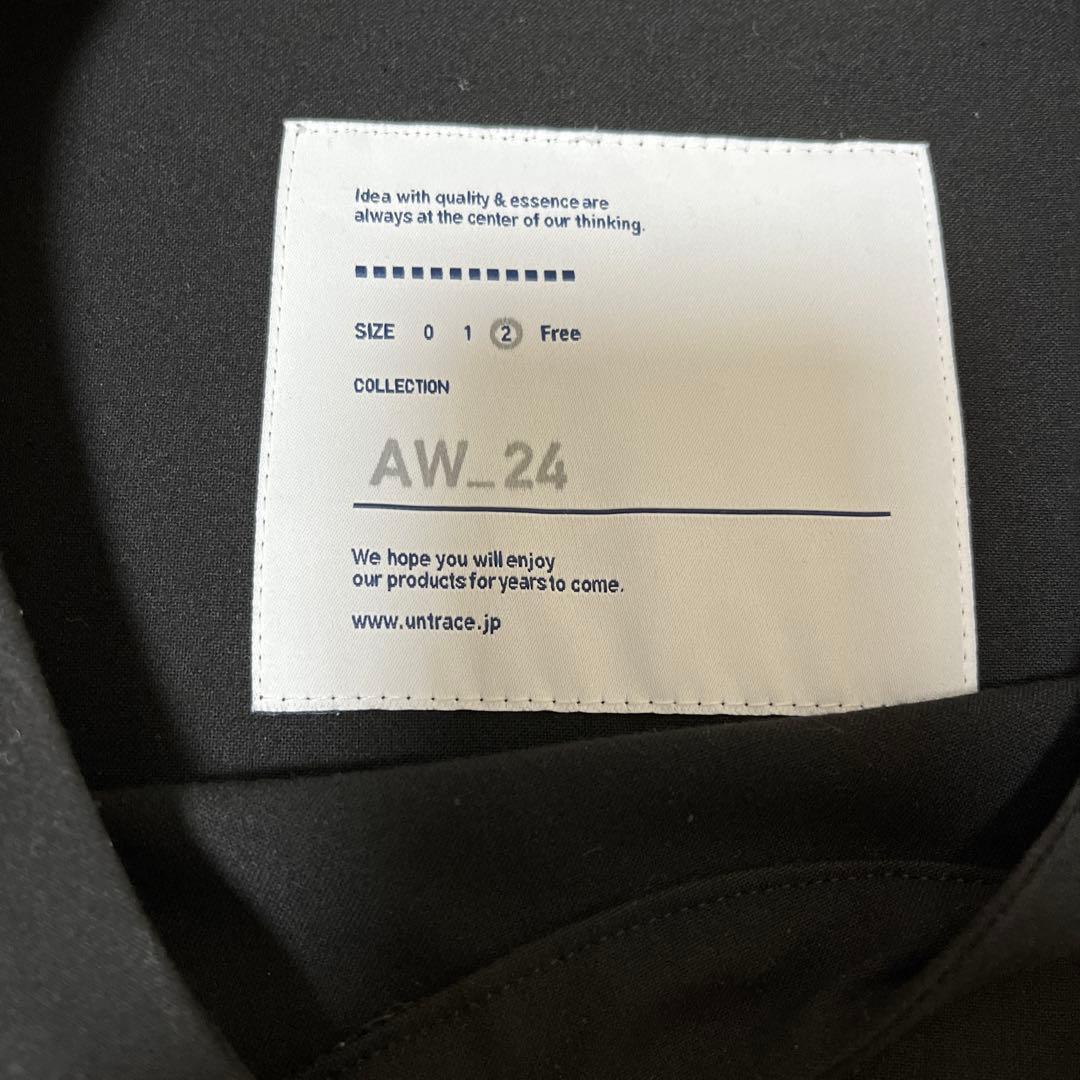 Idea with quality & essence are
always at the center of our thinking.
SIZE 0 1 2 Free
COLLECTION
AW_24
We hope you will enjoy
our products for years to come.
www.untrace.jp